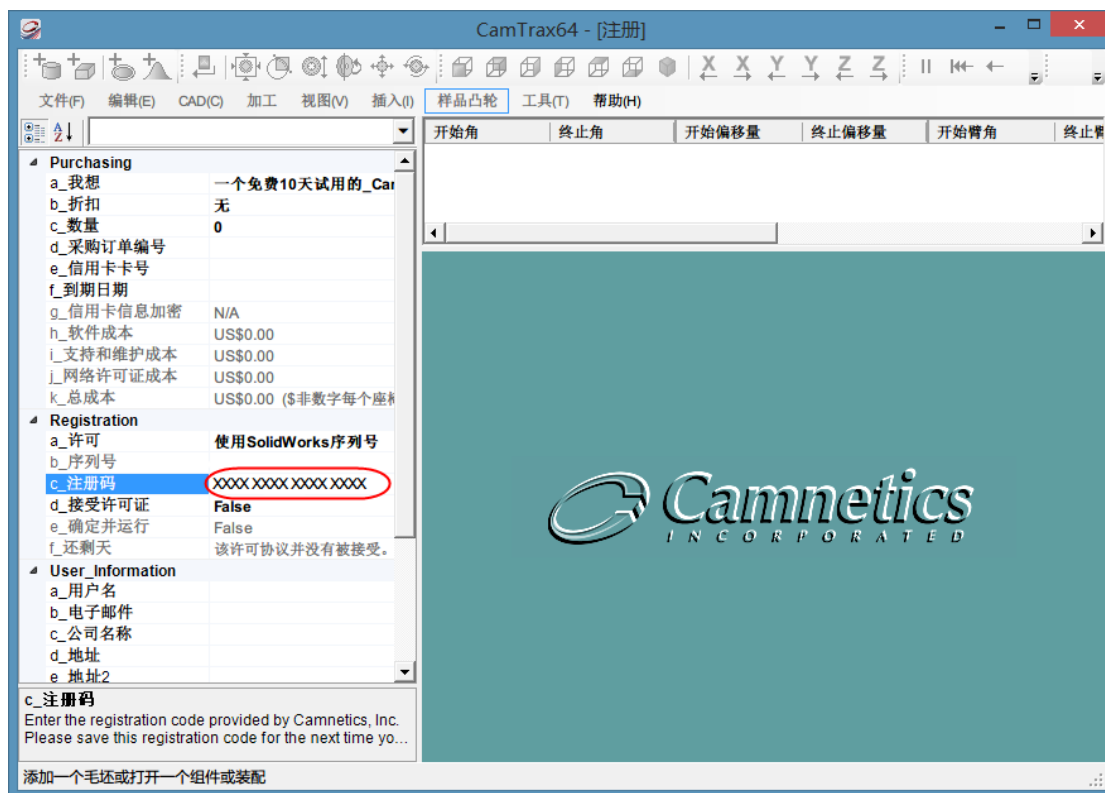 CamTrax64 - [注册]
X X Y Y Z Z
文件(F) 编辑(E) CAD(C) 加工 视图(V) 插入(I) 样品凸轮 工具(T) 帮助(H)
开始角 终止角 开始偏移量 终止偏移量 开始臂角 终止臂
Purchasing
a_我想 一个免费10天试用的_Car
b_折扣 无
c_数量 0
d_采购订单编号
e_信用卡卡号
f_到期日期
g_信用卡信息加密 N/A
h_软件成本 US$0.00
i_支持和维护成本 US$0.00
j_网络许可证成本 US$0.00
k_总成本 US$0.00 ($非数字每个座椅
Registration
a_许可 使用SolidWorks序列号
b_序列号
c_注册码 XXXX XXXX XXXX XXXX
d_接受许可证 False
e_确定并运行 False
f_还剩天 该许可协议并没有被接受。
User_Information
a_用户名
b_电子邮件
c_公司名称
d_地址
e_地址2
c_注册码
Enter the registration code provided by Camnetics, Inc.
Please save this registration code for the next time yo...
Camnetics
INCORPORATED
添加一个毛坯或打开一个组件或装配